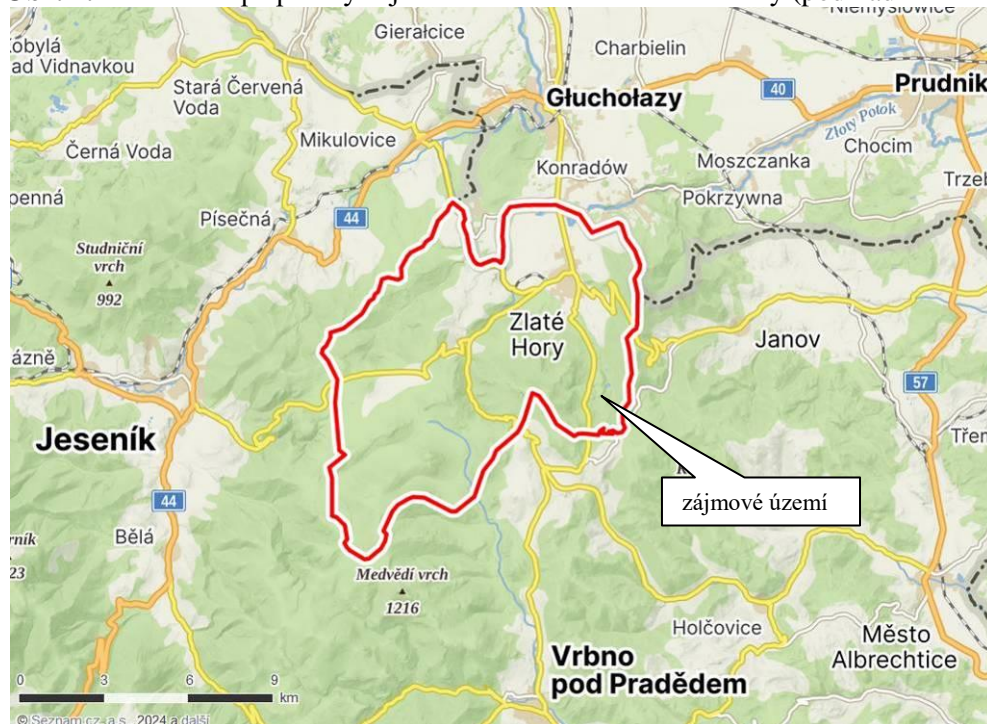 Gierałcice
Charbielin
Niemysłowice
ad Vidnavkou
Stará Červená
Voda
Głuchołazy
40
Prudnik
Złoty Potok
Černá Voda
Mikulovice
Konradów
Moszczanka
Chocim
Pokrzywna
Písečná
44
Studniční
vrch
992
Zlaté
Hory
Janov
57
Jeseník
44
Bělá
zájmové území
Medvědí vrch
1216
Holčovice
Město
Albrechtice
Vrbno
pod Pradědem
0 3 6 9
km
© Seznam.cz, a.s., 2024 a další